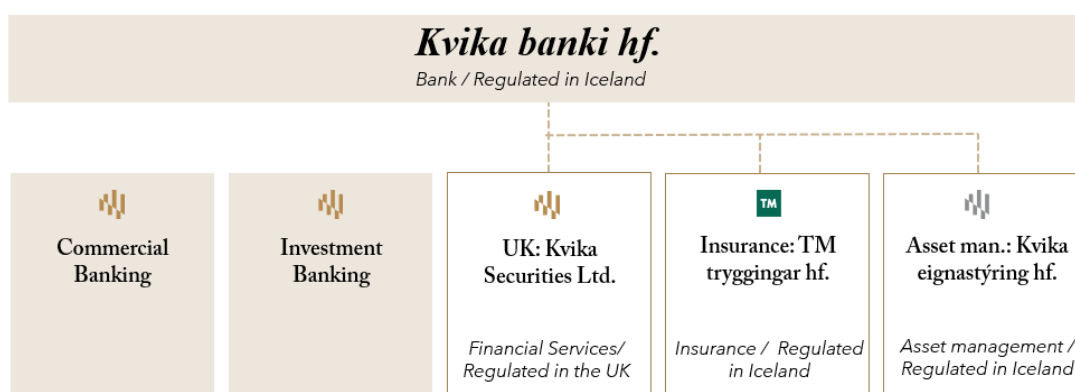 Kvika banki hf.
Bank / Regulated in Iceland
Commercial
Banking
Investment
Banking
UK: Kvika
Securities Ltd.
Financial Services/
Regulated in the UK
TM
Insurance: TM
tryggingar hf.
Insurance / Regulated
in Iceland
Asset man.: Kvika
eignastýring hf.
Asset management /
Regulated in Iceland